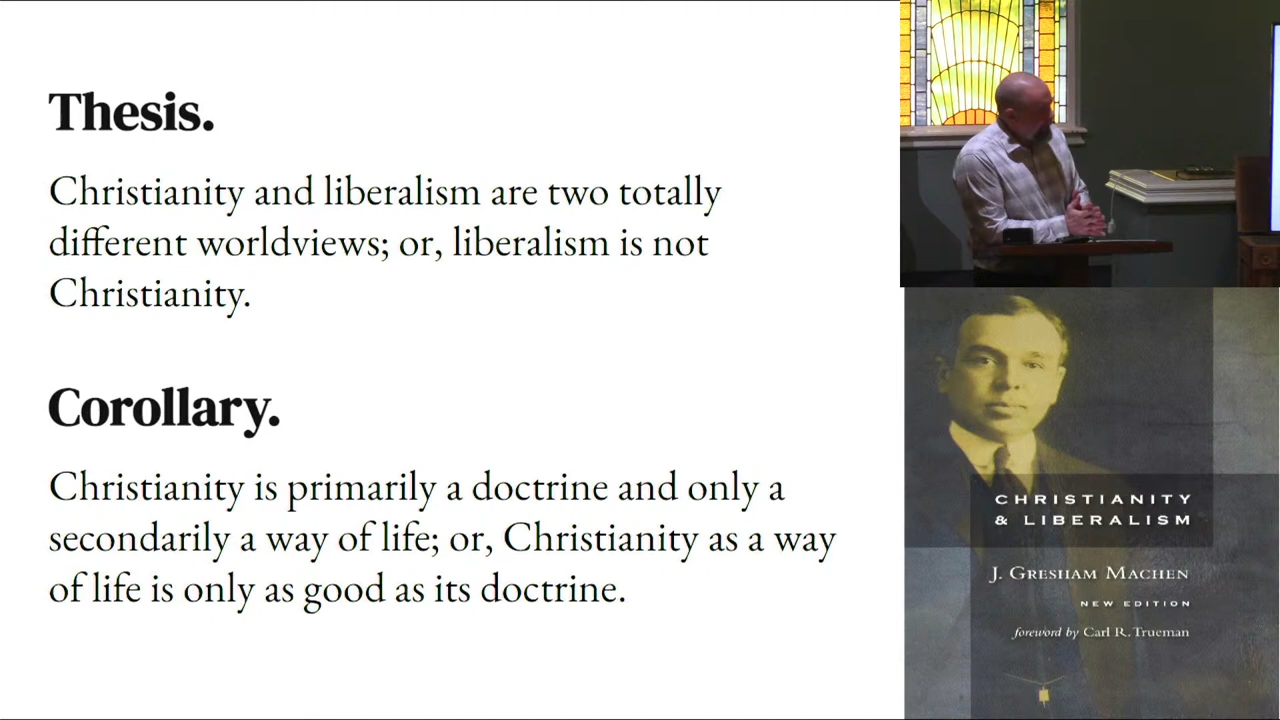 Thesis.
Christianity and liberalism are two totally
different worldviews; or, liberalism is not
Christianity.
Corollary.
Christianity is primarily a doctrine and only a
secondarily a way of life; or, Christianity as a way
of life is only as good as its doctrine.
CHRISTIANITY
& LIBERALISM
J. GRESHAM MACHEN
NEW EDITION
foreword by Carl R. Trueman